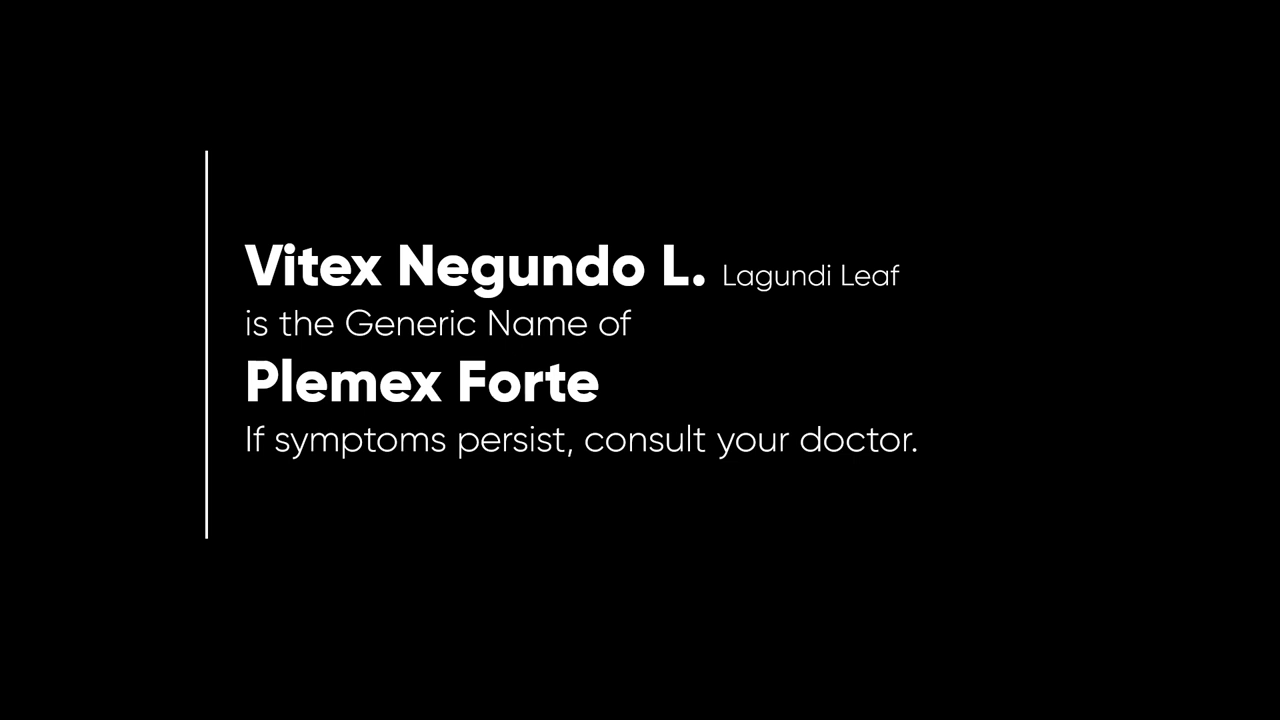 Vitex Negundo L. Lagundi Leaf
is the Generic Name of
Plemex Forte
If symptoms persist, consult your doctor.